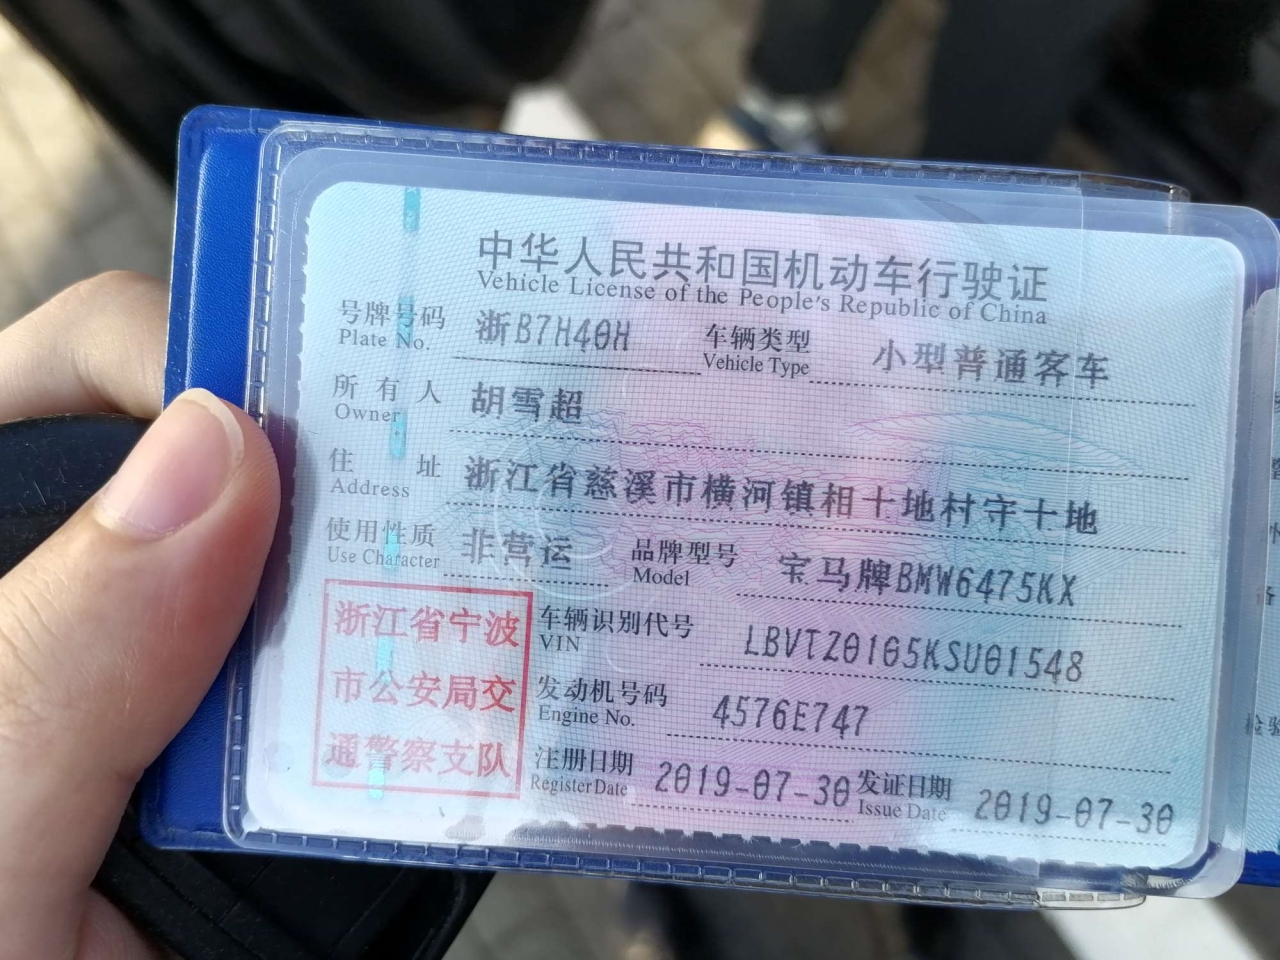 中华人民共和国机动车行驶证
Vehicle License of the People's Republic of China
号牌号码 浙B7H40H 车辆类型 小型普通客车
Plate No. Vehicle Type
所有人 胡雪超
Owner
住址 浙江省慈溪市横河镇相士地村守士地
Address
使用性质 非营运 品牌型号 宝马牌BMW6475KX
Use Character Model
浙江省宁波
市公安局交
通警察支队
车辆识别代号 LBVTZ0105KSU01548
VIN
发动机号码 4576E747
Engine No.
注册日期 2019-07-30 发证日期 2019-07-30
Register Date Issue Date